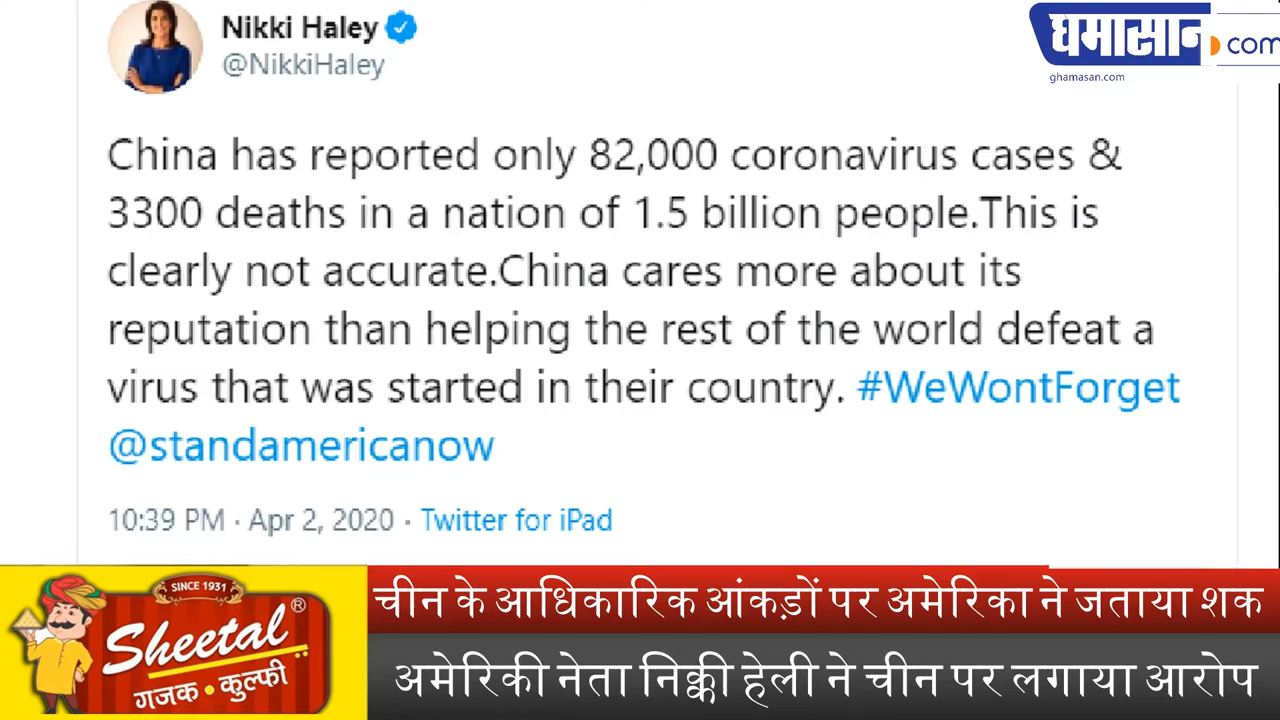 Nikki Haley
@NikkiHaley
घमासान.com
ghamasan.com
China has reported only 82,000 coronavirus cases &
3300 deaths in a nation of 1.5 billion people.This is
clearly not accurate.China cares more about its
reputation than helping the rest of the world defeat a
virus that was started in their country. #WeWontForget
@standamericanow
10:39 PM · Apr 2, 2020 · Twitter for iPad
SINCE 1931
Sheetal®
गजक • कुल्फी
चीन के आधिकारिक आंकड़ों पर अमेरिका ने जताया शक
अमेरिकी नेता निक्की हेली ने चीन पर लगाया आरोप